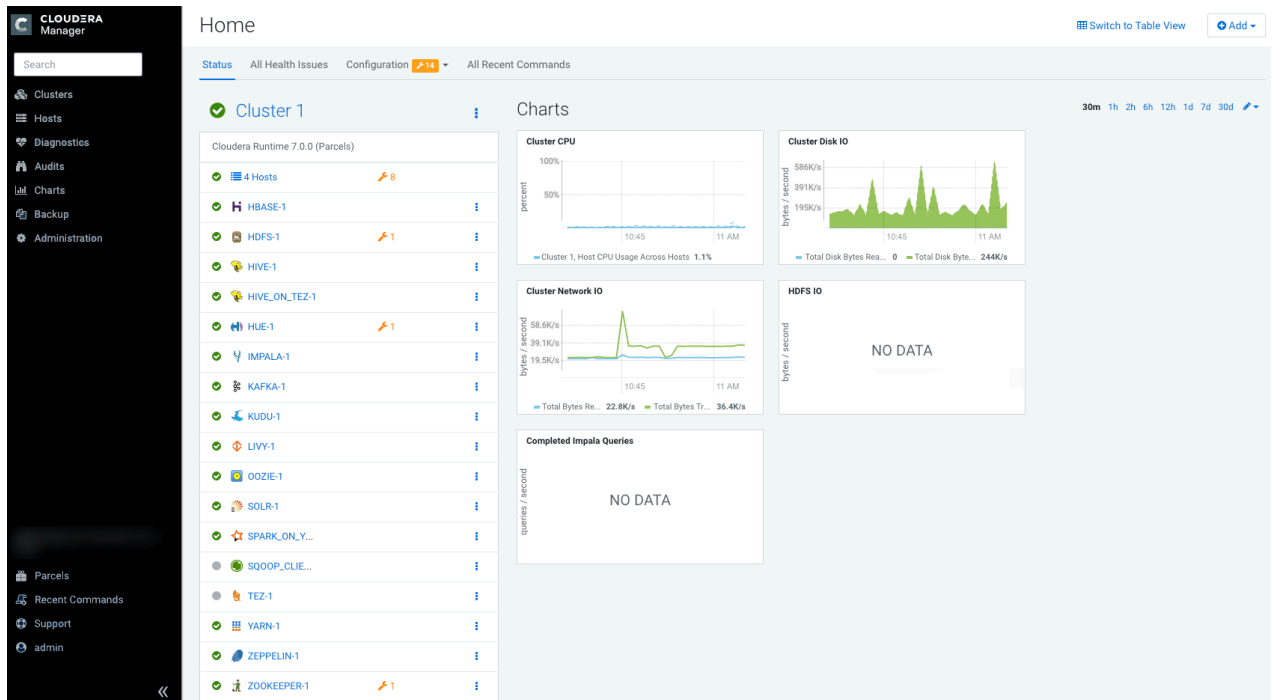 CLOUDERA
Manager
Search
Clusters
Hosts
Diagnostics
Audits
Charts
Backup
Administration
Parcels
Recent Commands
Support
admin
Home
Switch to Table View
Add
Status All Health Issues Configuration 14 All Recent Commands
Cluster 1
Cloudera Runtime 7.0.0 (Parcels)
4 Hosts 8
HBASE-1
HDFS-1 1
HIVE-1
HIVE_ON_TEZ-1
HUE-1 1
IMPALA-1
KAFKA-1
KUDU-1
LIVY-1
OOZIE-1
SOLR-1
SPARK_ON_Y...
SQOOP_CLIE...
TEZ-1
YARN-1
ZEPPELIN-1
ZOOKEEPER-1 1
Charts
30m 1h 2h 6h 12h 1d 7d 30d
Cluster CPU
percent
100%
50%
10:45 11 AM
Cluster 1, Host CPU Usage Across Hosts 1.1%
Cluster Disk IO
bytes / second
586K/s
391K/s
195K/s
10:45 11 AM
Total Disk Bytes Rea... 0 Total Disk Byte... 244K/s
Cluster Network IO
bytes / second
58.6K/s
39.1K/s
19.5K/s
10:45 11 AM
Total Bytes Re... 22.8K/s Total Bytes Tr... 36.4K/s
HDFS IO
bytes / second
NO DATA
Completed Impala Queries
queries / second
NO DATA